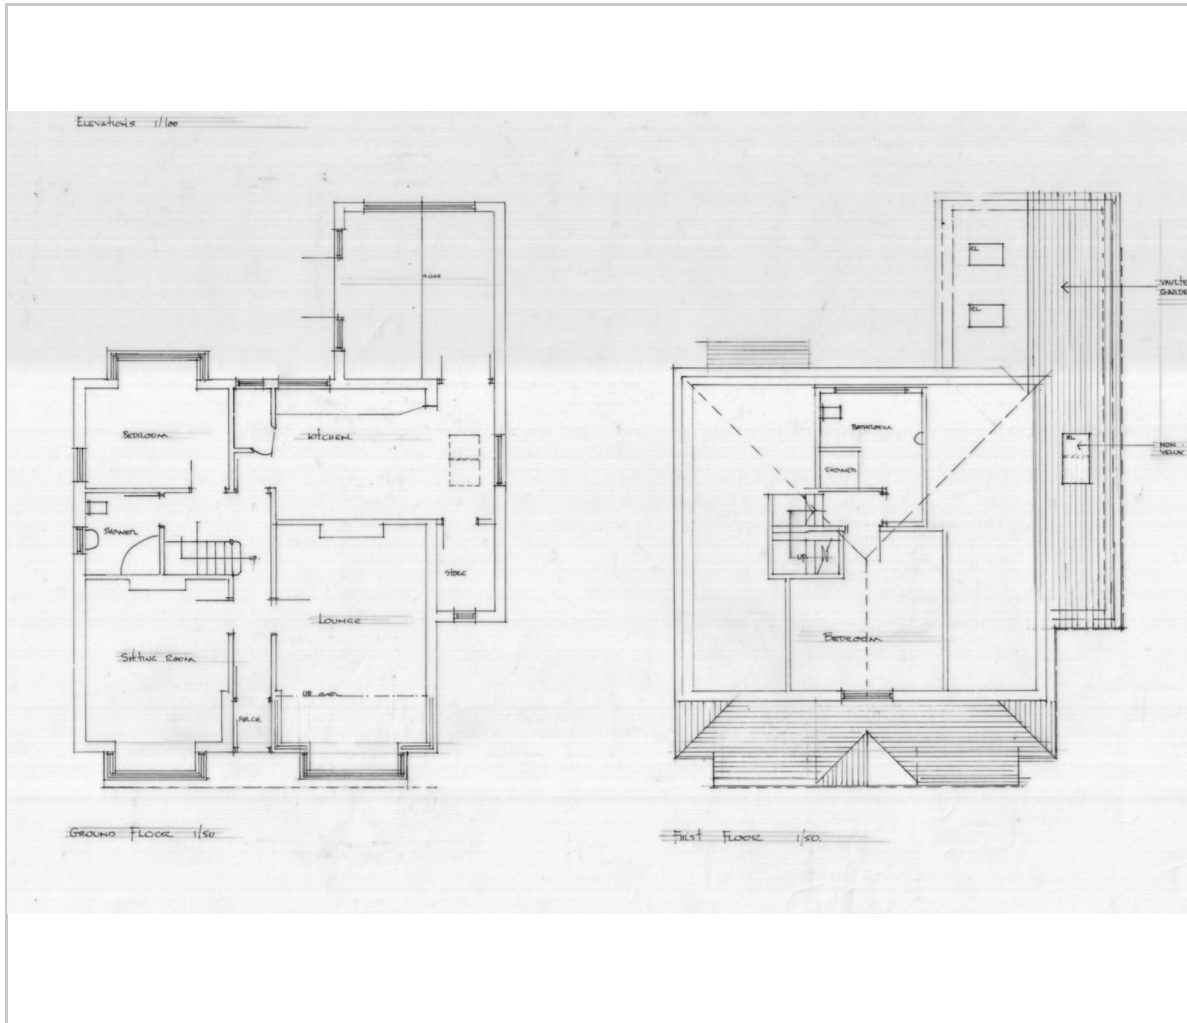 ELEVATIONS 1/100
BEDROOM
KITCHEN
SHOWER
UP.
STORE
LOUNGE
SITTING ROOM
PORCH
GROUND FLOOR 1/50
RL
RL
RL
BATHROOM
SHOWER
UP.
BEDROOM
NON -
FIRST FLOOR 1/50.